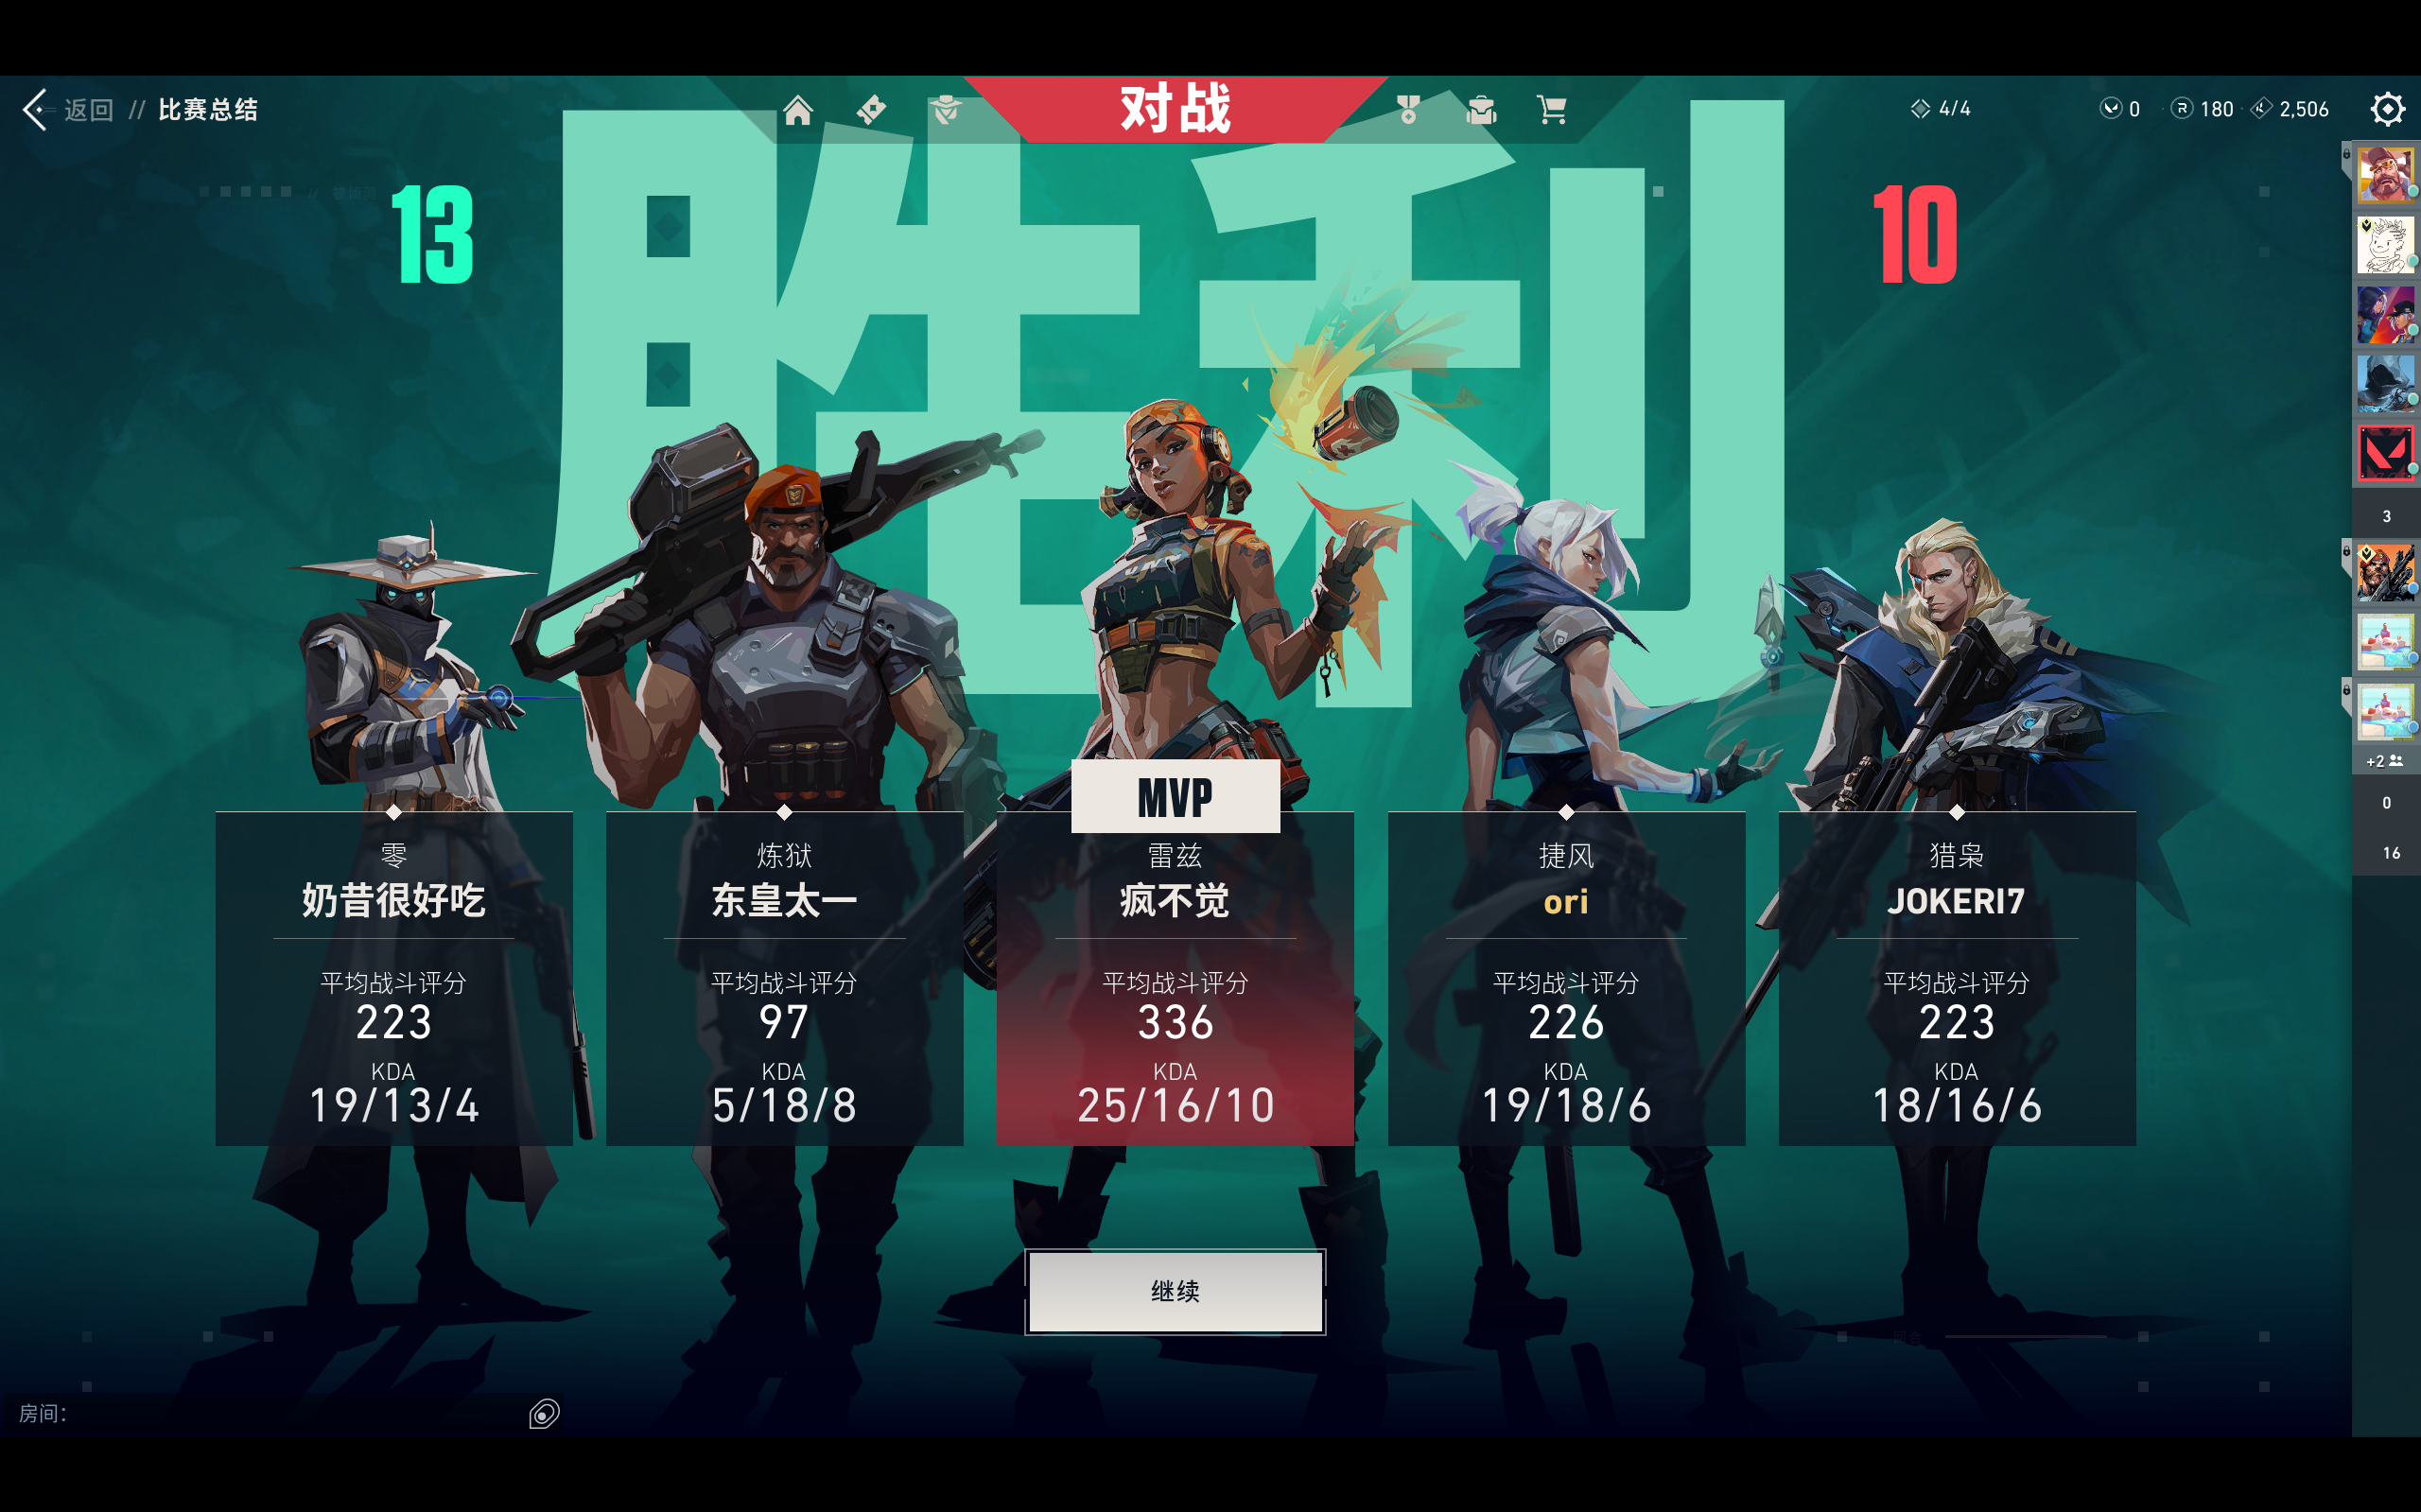 返回 // 比赛总结
对战
4/4
0
180
2,506
胜利
13
10
3
+2
0
16
MVP
零
奶昔很好吃
平均战斗评分
223
KDA
19/13/4
炼狱
东皇太一
平均战斗评分
97
KDA
5/18/8
雷兹
疯不觉
平均战斗评分
336
KDA
25/16/10
捷风
ori
平均战斗评分
226
KDA
19/18/6
猎枭
JOKERI7
平均战斗评分
223
KDA
18/16/6
继续
房间：